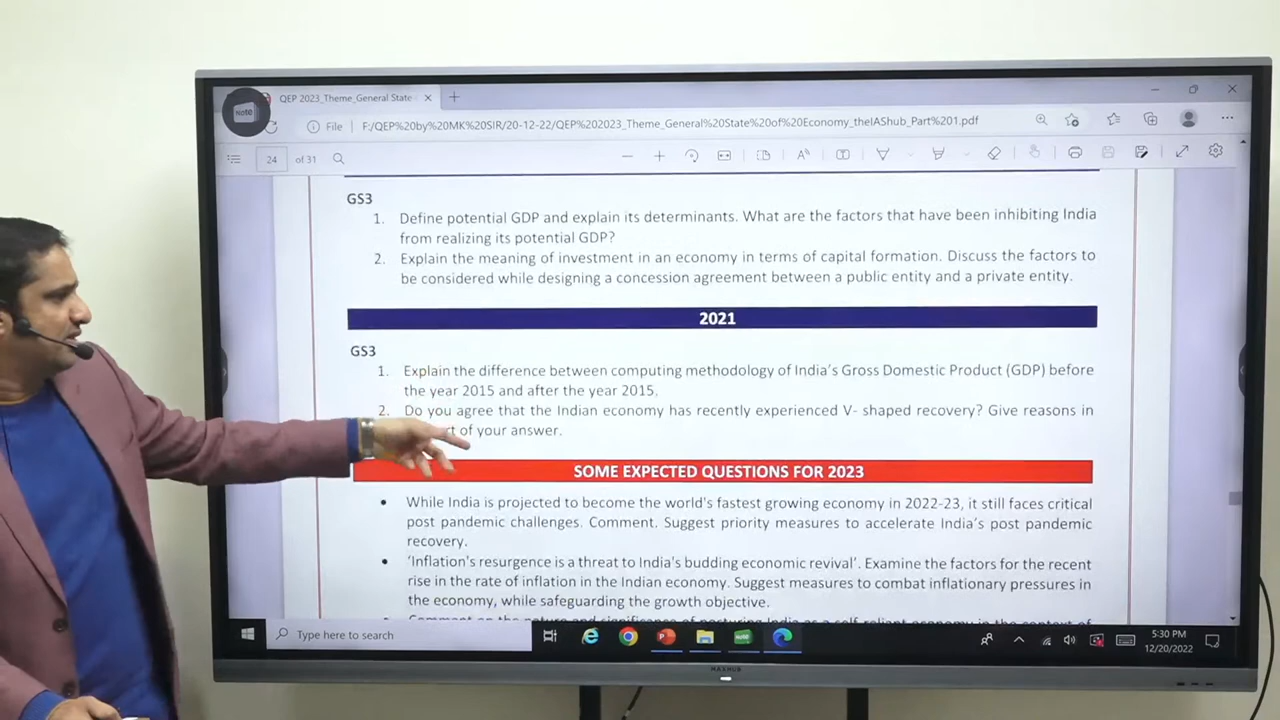 QEP 2023_Theme_General State
Note
File
F:/QEP%20by%20MK%20SIR/20-12-22/QEP%202023_Theme_General%20State%20of%20Economy_theIAShub_Part%201.pdf
24 of 31
GS3
1. Define potential GDP and explain its determinants. What are the factors that have been inhibiting India
from realizing its potential GDP?
2. Explain the meaning of investment in an economy in terms of capital formation. Discuss the factors to
be considered while designing a concession agreement between a public entity and a private entity.
2021
GS3
1. Explain the difference between computing methodology of India's Gross Domestic Product (GDP) before
the year 2015 and after the year 2015.
2. Do you agree that the Indian economy has recently experienced V- shaped recovery? Give reasons in
of your answer.
SOME EXPECTED QUESTIONS FOR 2023
• While India is projected to become the world's fastest growing economy in 2022-23, it still faces critical
post pandemic challenges. Comment. Suggest priority measures to accelerate India's post pandemic
recovery.
• 'Inflation's resurgence is a threat to India's budding economic revival'. Examine the factors for the recent
rise in the rate of inflation in the Indian economy. Suggest measures to combat inflationary pressures in
the economy, while safeguarding the growth objective.
Type here to search
5:30 PM
12/20/2022
MAXHUB